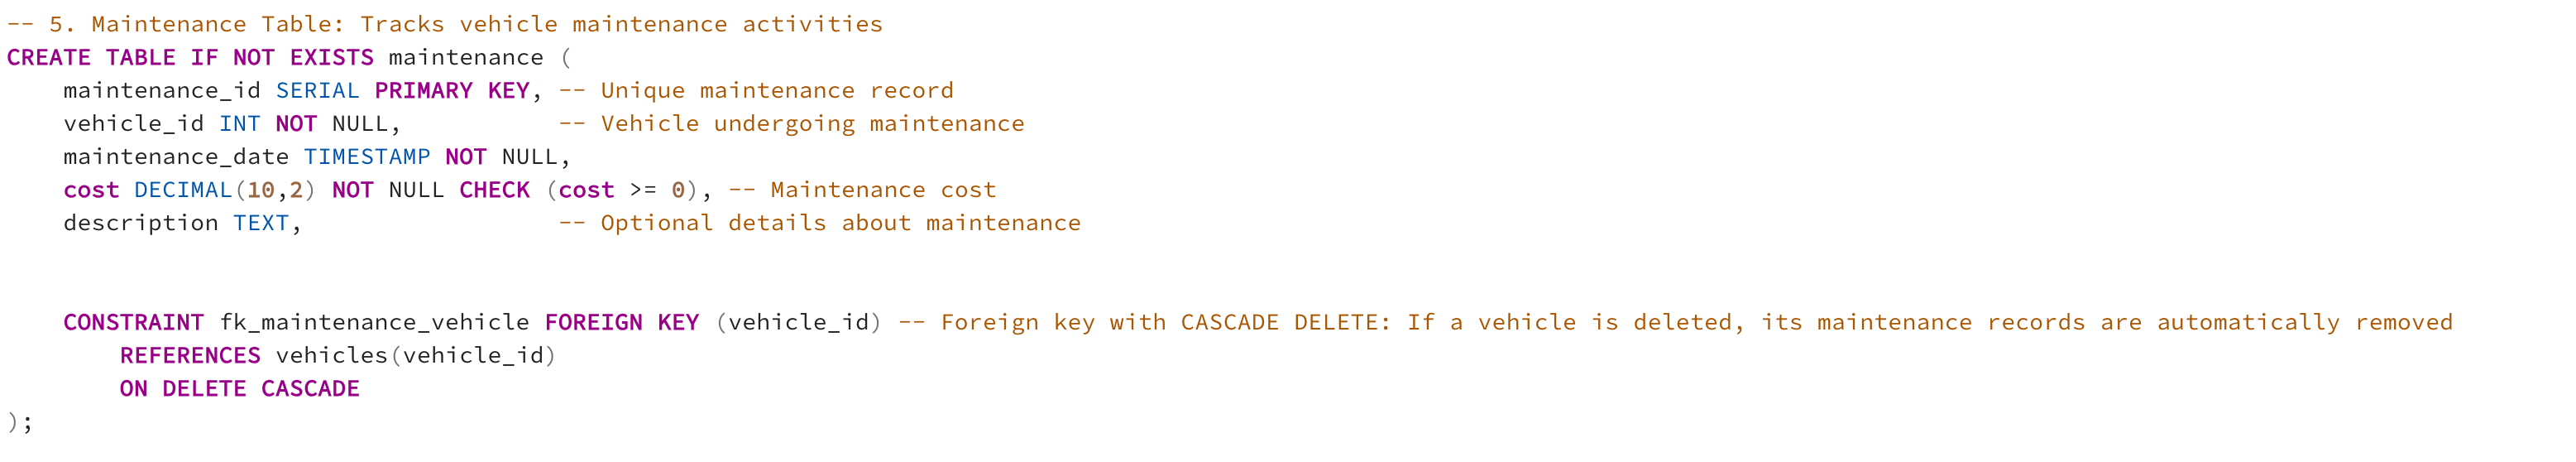 -- 5. Maintenance Table: Tracks vehicle maintenance activities
CREATE TABLE IF NOT EXISTS maintenance (
    maintenance_id SERIAL PRIMARY KEY, -- Unique maintenance record
    vehicle_id INT NOT NULL,           -- Vehicle undergoing maintenance
    maintenance_date TIMESTAMP NOT NULL,
    cost DECIMAL(10,2) NOT NULL CHECK (cost >= 0), -- Maintenance cost
    description TEXT,                  -- Optional details about maintenance
    CONSTRAINT fk_maintenance_vehicle FOREIGN KEY (vehicle_id) -- Foreign key with CASCADE DELETE: If a vehicle is deleted, its maintenance records are automatically removed
        REFERENCES vehicles(vehicle_id)
        ON DELETE CASCADE
);